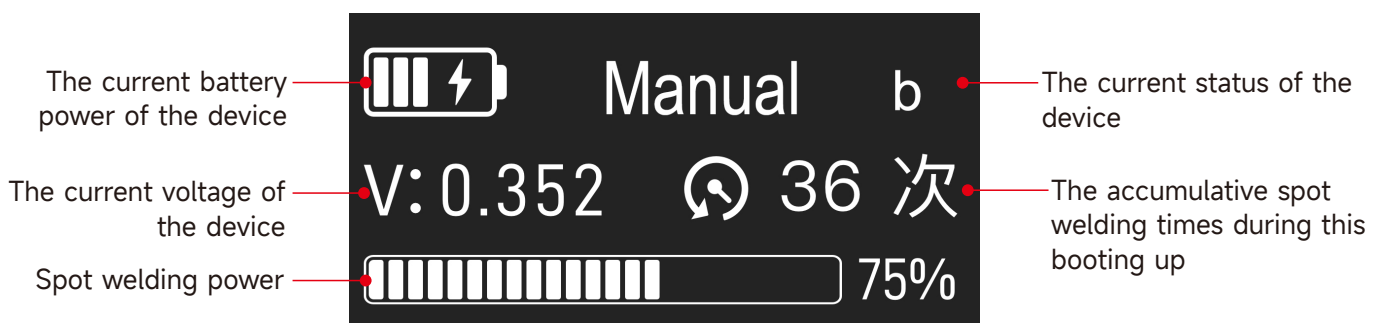 The current battery
power of the device
Manual
b
The current status of the
device
The current voltage of
the device
V: 0.352
36 次
The accumulative spot
welding times during this
booting up
Spot welding power
75%